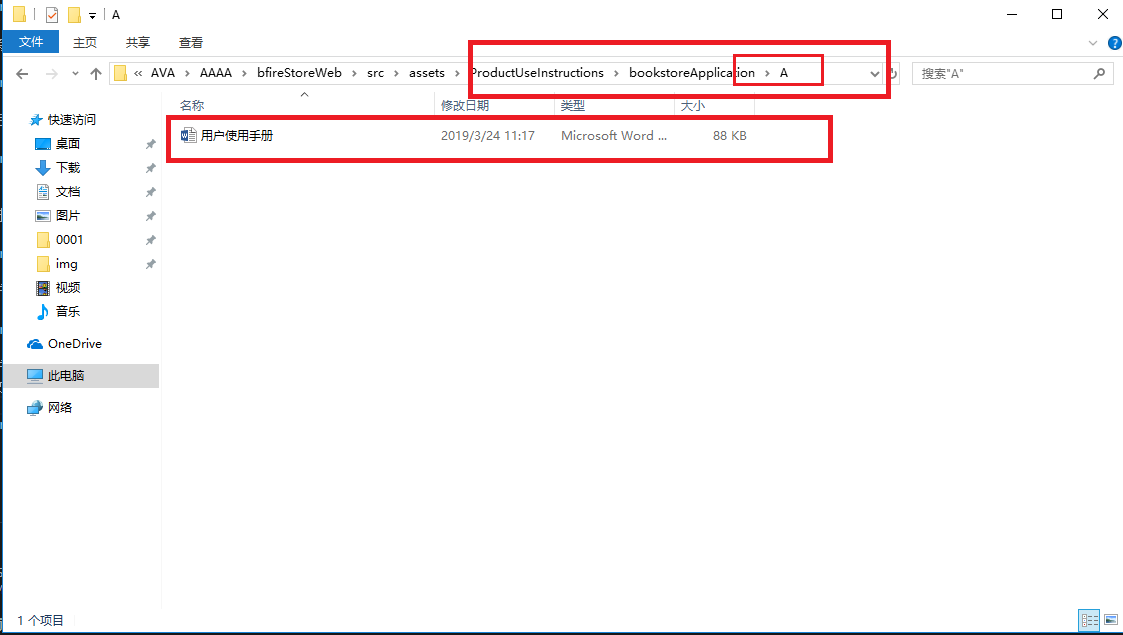 A
文件 主页 共享 查看
« AVA › AAAA › bfireStoreWeb › src › assets › ProductUseInstructions › bookstoreApplication › A 搜索"A"
名称 修改日期 类型 大小
用户使用手册 2019/3/24 11:17 Microsoft Word ... 88 KB
快速访问
桌面
下载
文档
图片
0001
img
视频
音乐
OneDrive
此电脑
网络
1 个项目